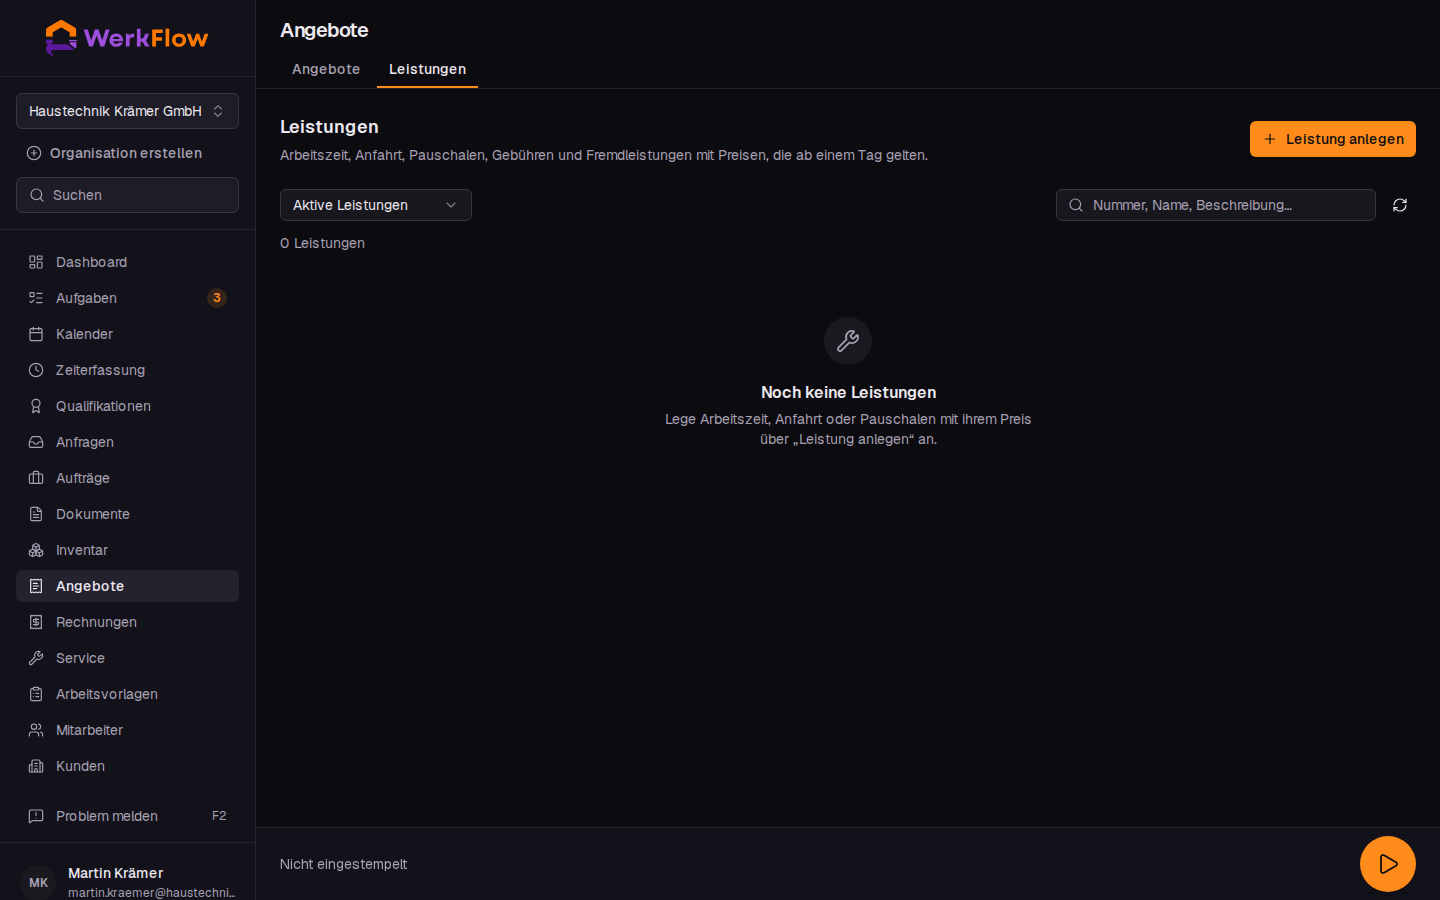 WerkFlow
Haustechnik Krämer GmbH
Organisation erstellen
Suchen
Dashboard
Aufgaben 3
Kalender
Zeiterfassung
Qualifikationen
Anfragen
Aufträge
Dokumente
Inventar
Angebote
Rechnungen
Service
Arbeitsvorlagen
Mitarbeiter
Kunden
Problem melden F2
MK
Martin Krämer
martin.kraemer@haustechni…
Angebote
Angebote Leistungen
Leistungen
Arbeitszeit, Anfahrt, Pauschalen, Gebühren und Fremdleistungen mit Preisen, die ab einem Tag gelten.
Leistung anlegen
Aktive Leistungen
Nummer, Name, Beschreibung…
0 Leistungen
Noch keine Leistungen
Lege Arbeitszeit, Anfahrt oder Pauschalen mit ihrem Preis
über „Leistung anlegen“ an.
Nicht eingestempelt